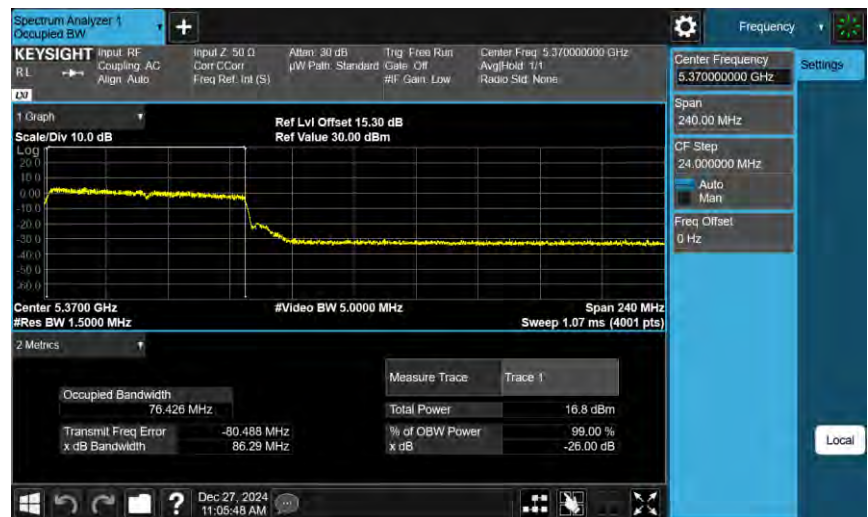 Spectrum Analyzer 1
Occupied BW
+
Frequency
KEYSIGHT
RL
LXI
Input: RF
Coupling: AC
Align: Auto
Input Z: 50 Ω
Corr CCorr
Freq Ref: Int (S)
Atten: 30 dB
µW Path: Standard
Trig: Free Run
Gate: Off
#IF Gain: Low
Center Freq: 5.370000000 GHz
Avg|Hold: 1/1
Radio Std: None
Center Frequency
5.370000000 GHz
Settings
Span
240.00 MHz
CF Step
24.000000 MHz
Auto
Man
Freq Offset
0 Hz
1 Graph
Scale/Div 10.0 dB
Ref Lvl Offset 15.30 dB
Ref Value 30.00 dBm
Log
20.0
10.0
0.00
-10.0
-20.0
-30.0
-40.0
-50.0
-60.0
Center 5.3700 GHz
#Video BW 5.0000 MHz
Span 240 MHz
#Res BW 1.5000 MHz
Sweep 1.07 ms (4001 pts)
2 Metrics
Measure Trace
Trace 1
Occupied Bandwidth
76.426 MHz
Total Power
16.8 dBm
Transmit Freq Error
-80.488 MHz
% of OBW Power
99.00 %
x dB Bandwidth
86.29 MHz
x dB
-26.00 dB
Local
?
Dec 27, 2024
11:05:48 AM